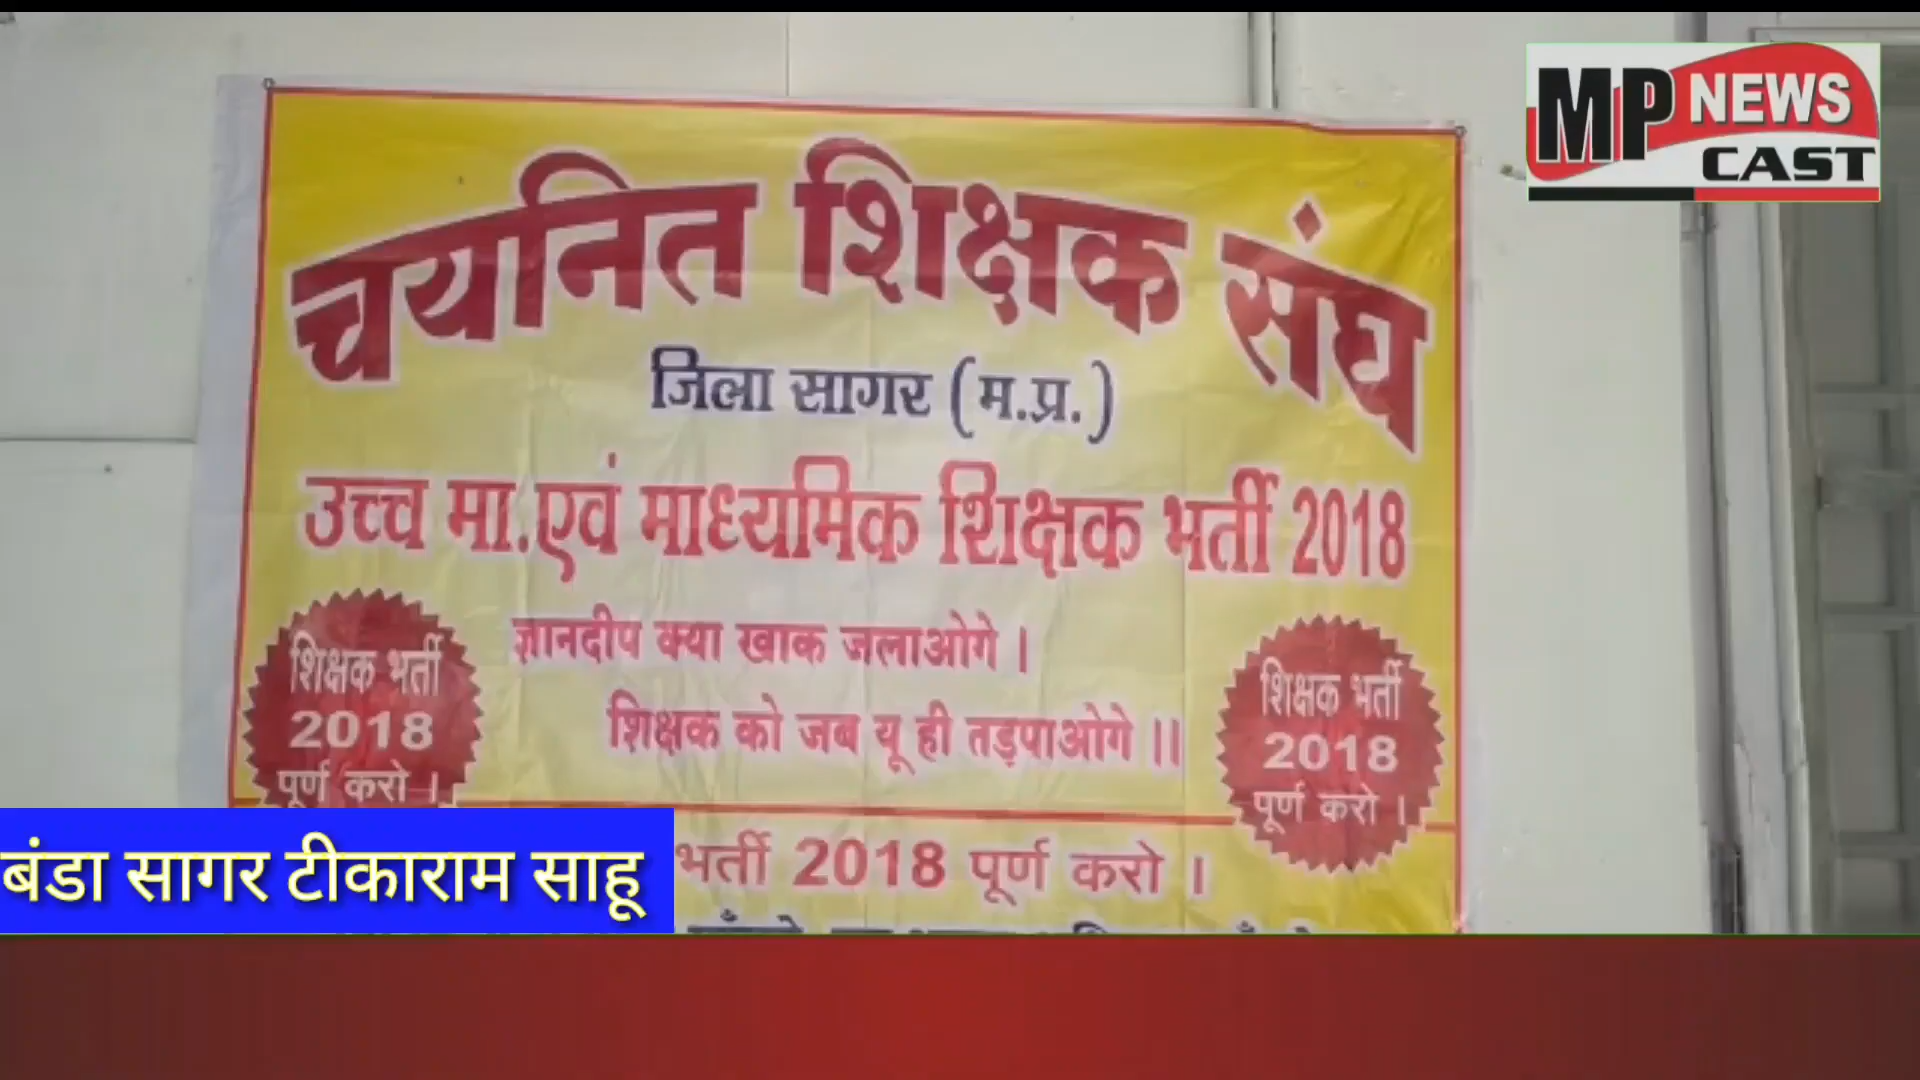 MP NEWS
CAST
चयनित शिक्षक संघ
जिला सागर (म.प्र.)
उच्च मा.एवं माध्यमिक शिक्षक भर्ती 2018
ज्ञानदीप क्या खाक जलाओगे ।
शिक्षक को जब यू ही तड़पाओगे ।।
शिक्षक भर्ती
2018
पूर्ण करो ।
शिक्षक भर्ती
2018
पूर्ण करो ।
भर्ती 2018 पूर्ण करो ।
बंडा सागर टीकाराम साहू